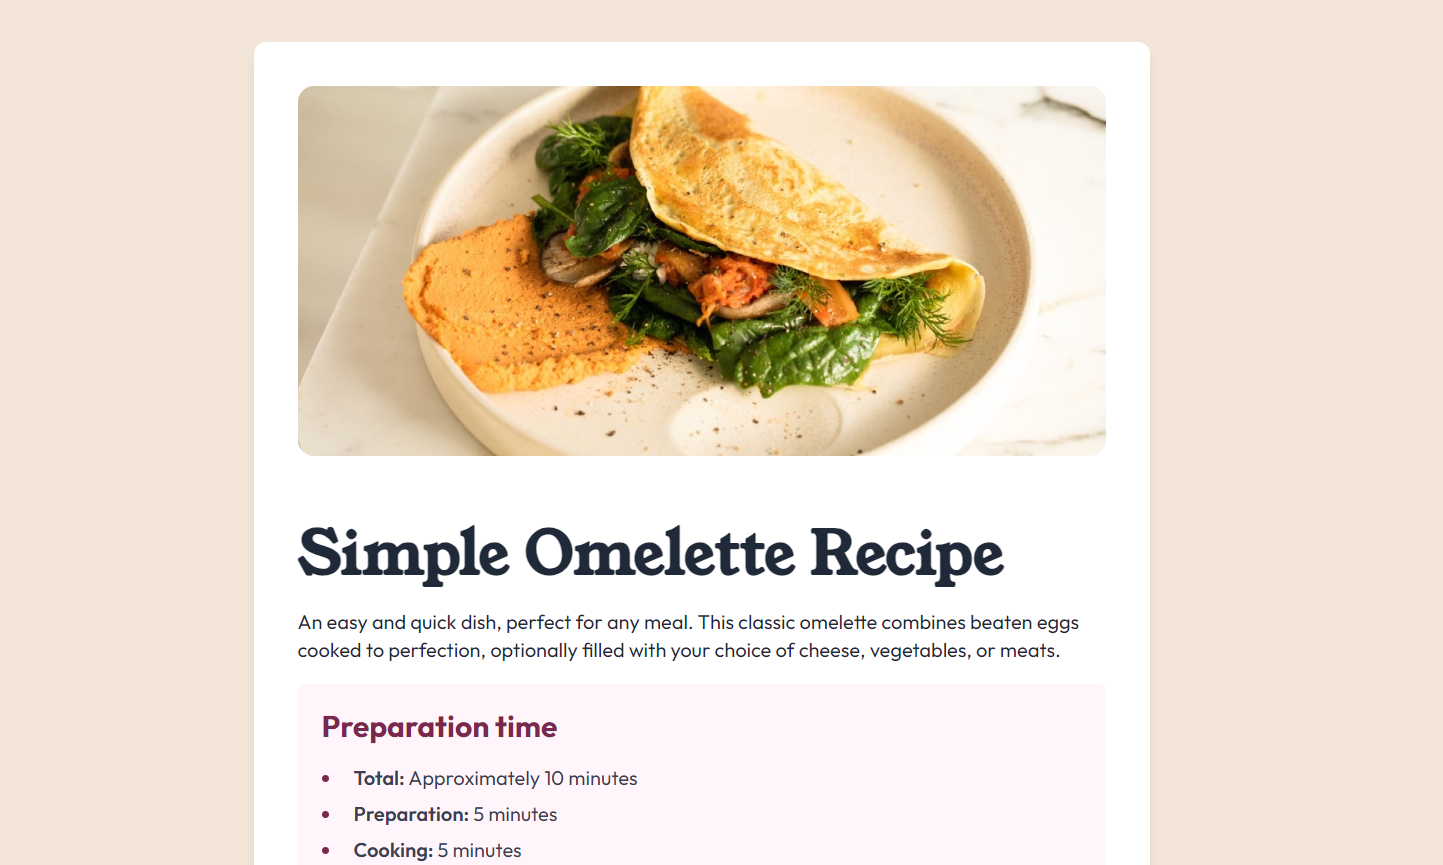 Simple Omelette Recipe
An easy and quick dish, perfect for any meal. This classic omelette combines beaten eggs
cooked to perfection, optionally filled with your choice of cheese, vegetables, or meats.
Preparation time
• Total: Approximately 10 minutes
• Preparation: 5 minutes
• Cooking: 5 minutes